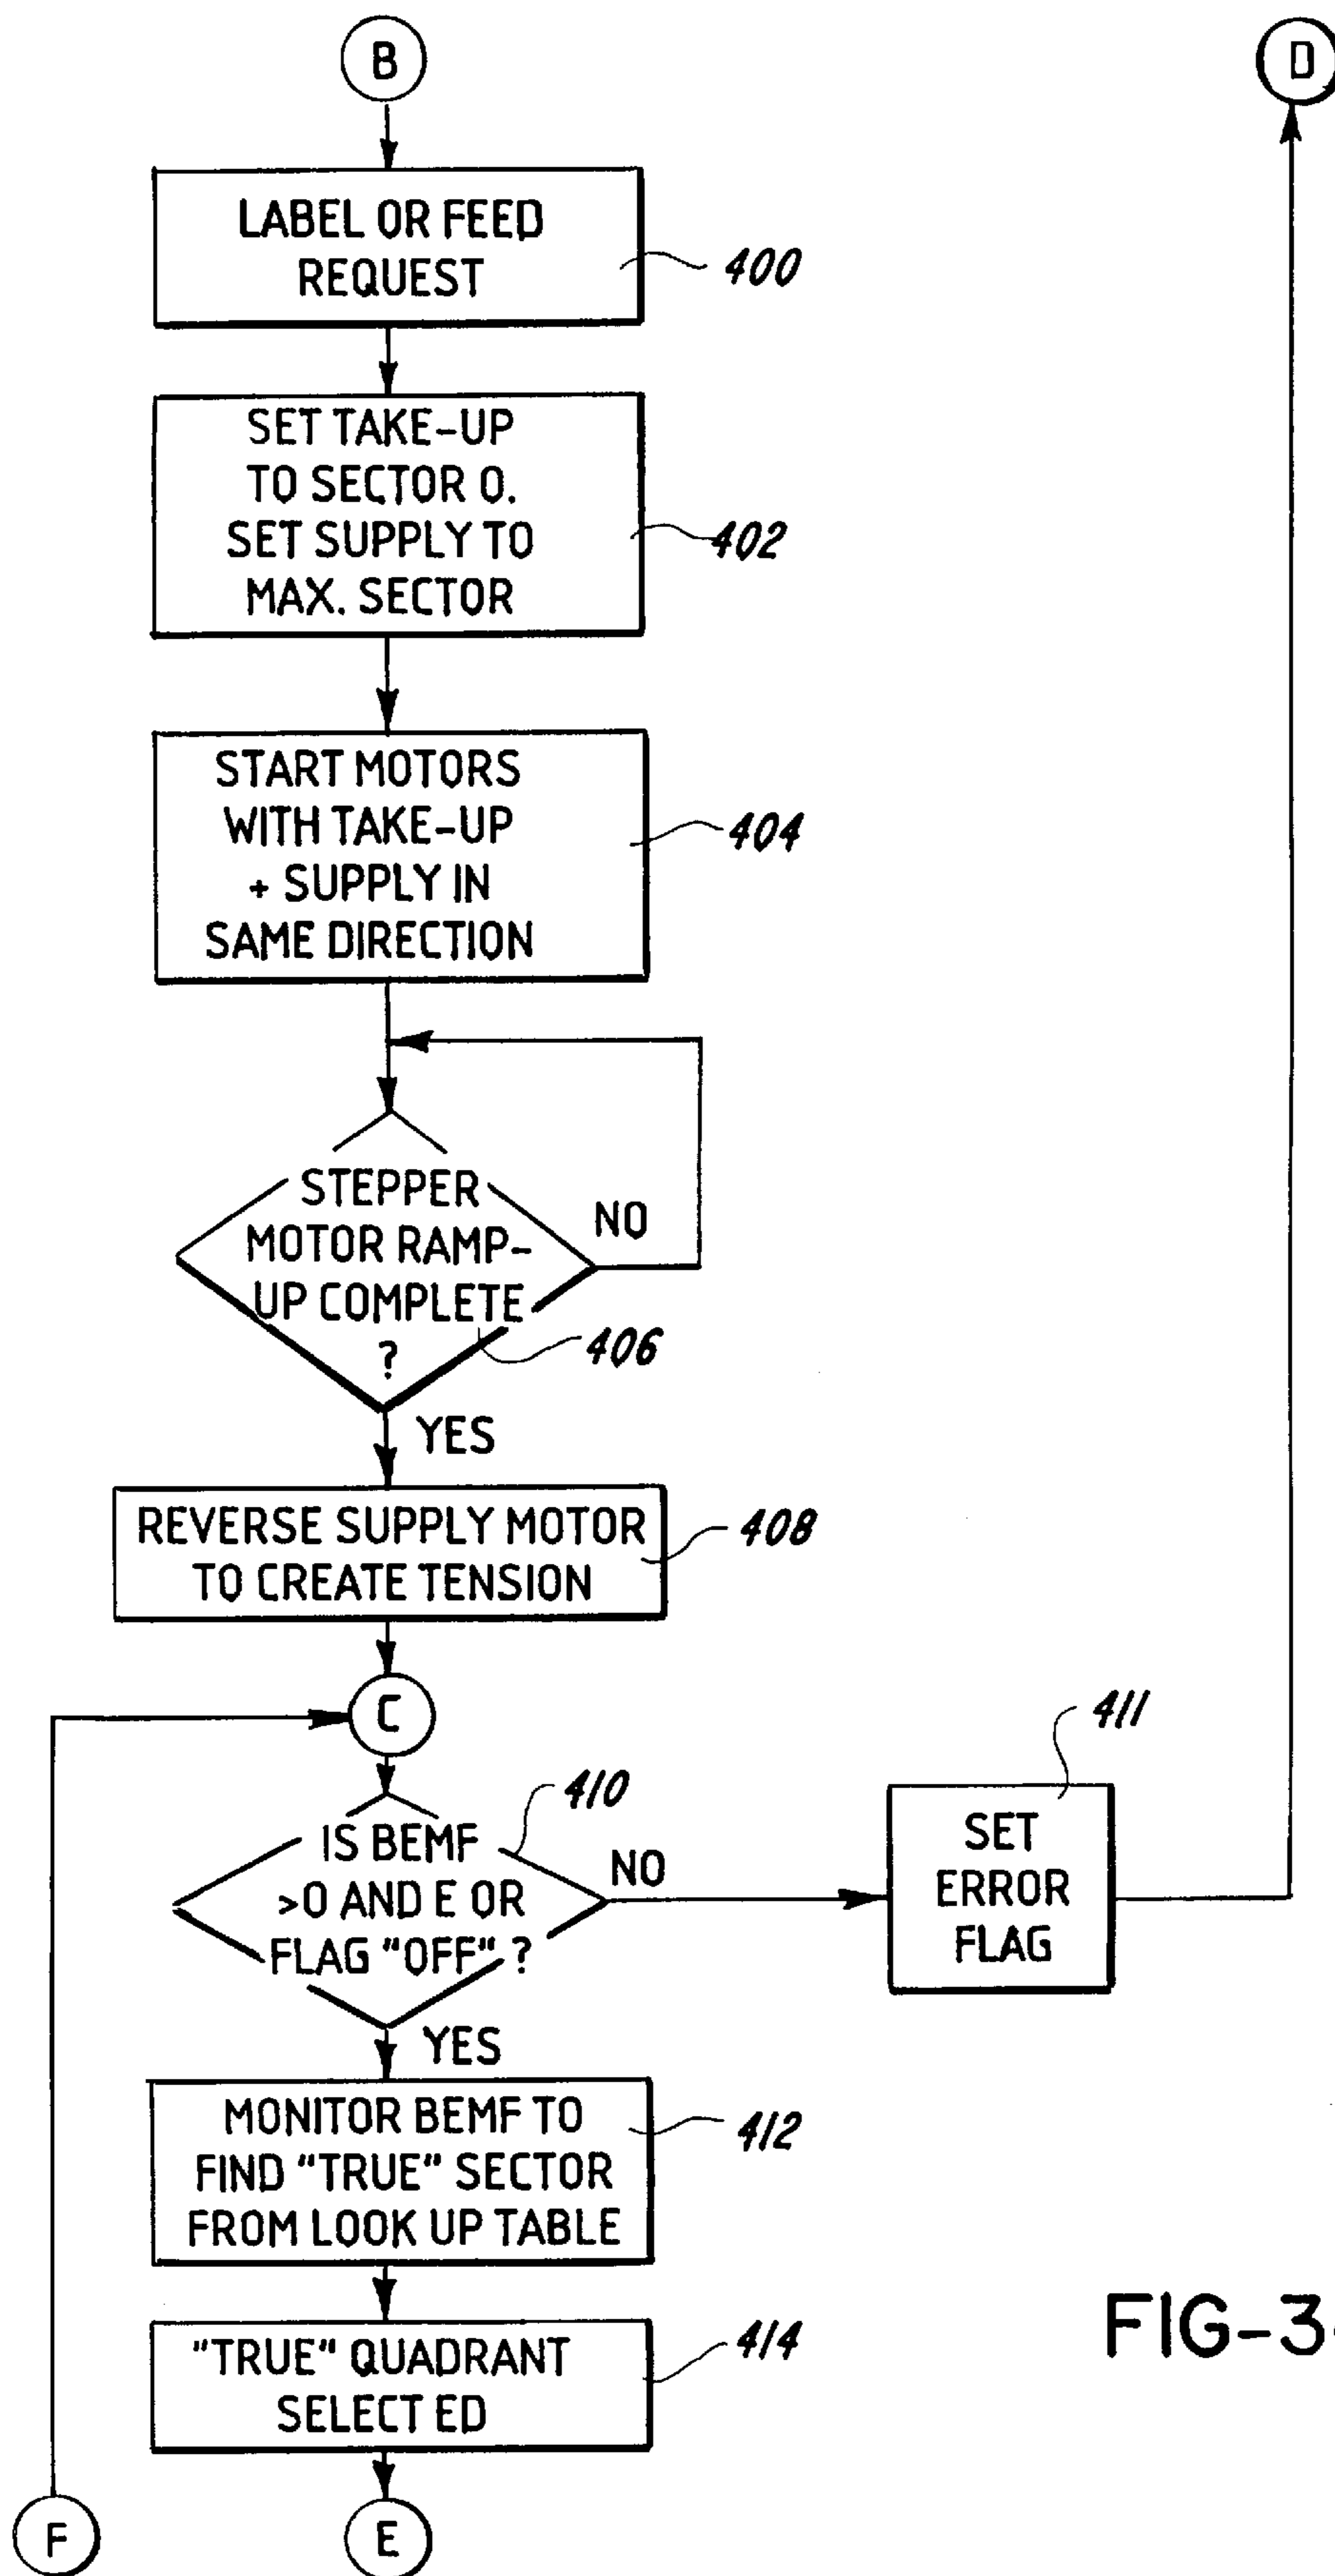 B
D
LABEL OR FEED
REQUEST
400
SET TAKE-UP
TO SECTOR 0.
SET SUPPLY TO
MAX. SECTOR
402
START MOTORS
WITH TAKE-UP
+ SUPPLY IN
SAME DIRECTION
404
STEPPER
MOTOR RAMP-
UP COMPLETE
?
NO
406
YES
REVERSE SUPPLY MOTOR
TO CREATE TENSION
408
C
IS BEMF
>0 AND E OR
FLAG "OFF" ?
410
NO
411
SET
ERROR
FLAG
YES
MONITOR BEMF TO
FIND "TRUE" SECTOR
FROM LOOK UP TABLE
412
"TRUE" QUADRANT
SELECT ED
414
FIG-3-
F
E